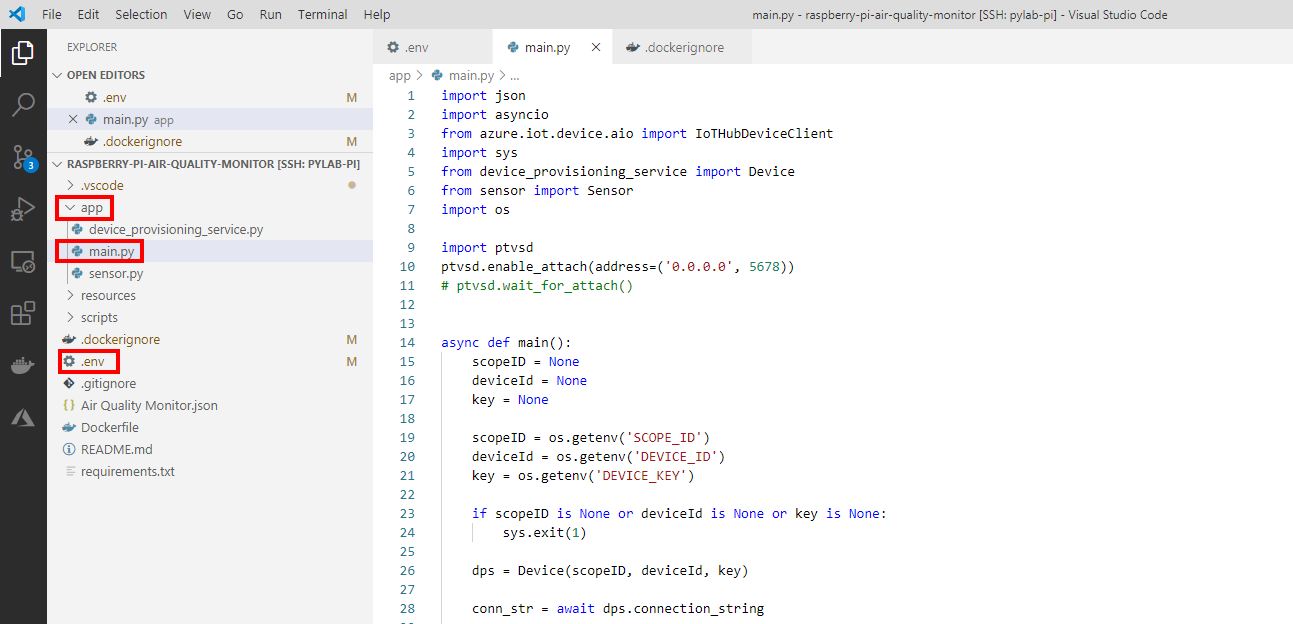 File Edit Selection View Go Run Terminal Help
main.py - raspberry-pi-air-quality-monitor [SSH: pylab-pi] - Visual Studio Code
EXPLORER
OPEN EDITORS
.env M
main.py app
.dockerignore M
RASPBERRY-PI-AIR-QUALITY-MONITOR [SSH: PYLAB-PI]
.vscode
app
device_provisioning_service.py
main.py
sensor.py
resources
scripts
.dockerignore M
.env M
.gitignore
{} Air Quality Monitor.json
Dockerfile
README.md
requirements.txt
3
.env
main.py
.dockerignore
app > main.py > ...
1 import json
2 import asyncio
3 from azure.iot.device.aio import IoTHubDeviceClient
4 import sys
5 from device_provisioning_service import Device
6 from sensor import Sensor
7 import os
8
9 import ptvsd
10 ptvsd.enable_attach(address=('0.0.0.0', 5678))
11 # ptvsd.wait_for_attach()
12
13
14 async def main():
15 scopeID = None
16 deviceId = None
17 key = None
18
19 scopeID = os.getenv('SCOPE_ID')
20 deviceId = os.getenv('DEVICE_ID')
21 key = os.getenv('DEVICE_KEY')
22
23 if scopeID is None or deviceId is None or key is None:
24 sys.exit(1)
25
26 dps = Device(scopeID, deviceId, key)
27
28 conn_str = await dps.connection_string